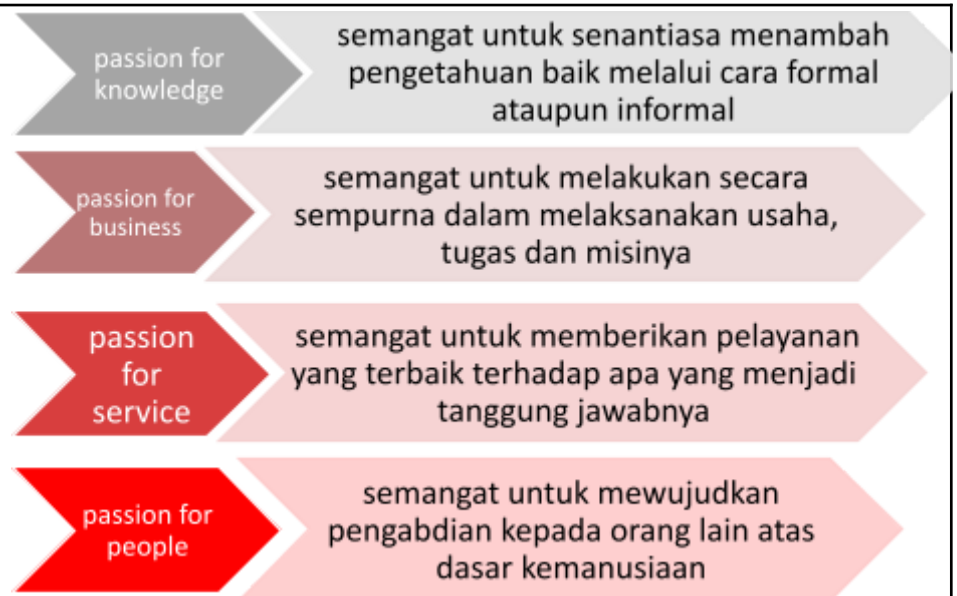 passion for
knowledge
semangat untuk senantiasa menambah
pengetahuan baik melalui cara formal
ataupun informal
passion for
business
semangat untuk melakukan secara
sempurna dalam melaksanakan usaha,
tugas dan misinya
passion
for
service
semangat untuk memberikan pelayanan
yang terbaik terhadap apa yang menjadi
tanggung jawabnya
passion for
people
semangat untuk mewujudkan
pengabdian kepada orang lain atas
dasar kemanusiaan